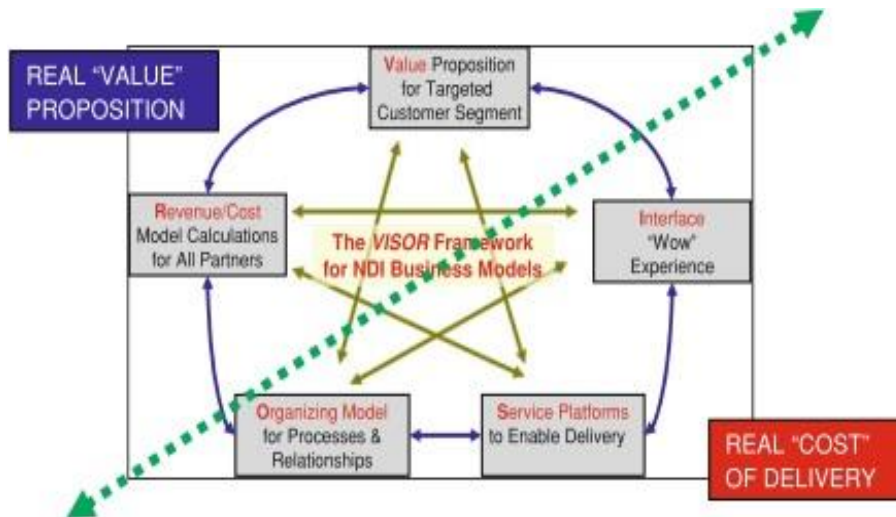 REAL "VALUE"
PROPOSITION
Value Proposition
for Targeted
Customer Segment
Revenue/Cost
Model Calculations
for All Partners
The VISOR Framework
for NDI Business Models
Interface
"Wow"
Experience
Organizing Model
for Processes &
Relationships
Service Platforms
to Enable Delivery
REAL "COST"
OF DELIVERY